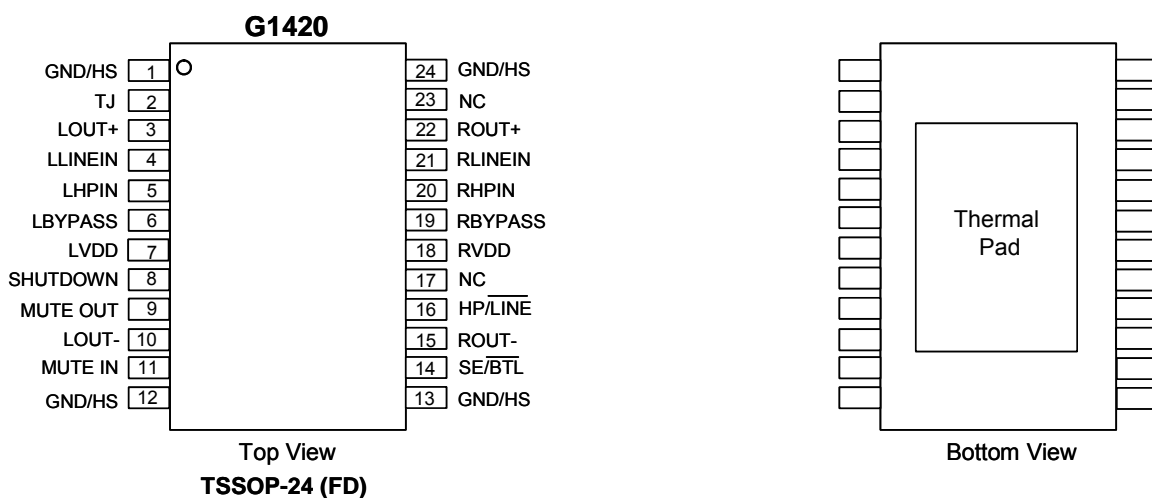 G1420
GND/HS 1 24 GND/HS
TJ 2 23 NC
LOUT+ 3 22 ROUT+
LLINEIN 4 21 RLINEIN
LHPIN 5 20 RHPIN
LBYPASS 6 19 RBYPASS
LVDD 7 18 RVDD
SHUTDOWN 8 17 NC
MUTE OUT 9 16 HP/L̅I̅N̅E̅
LOUT- 10 15 ROUT-
MUTE IN 11 14 SE/B̅T̅L̅
GND/HS 12 13 GND/HS
Top View
TSSOP-24 (FD)
Thermal
Pad
Bottom View